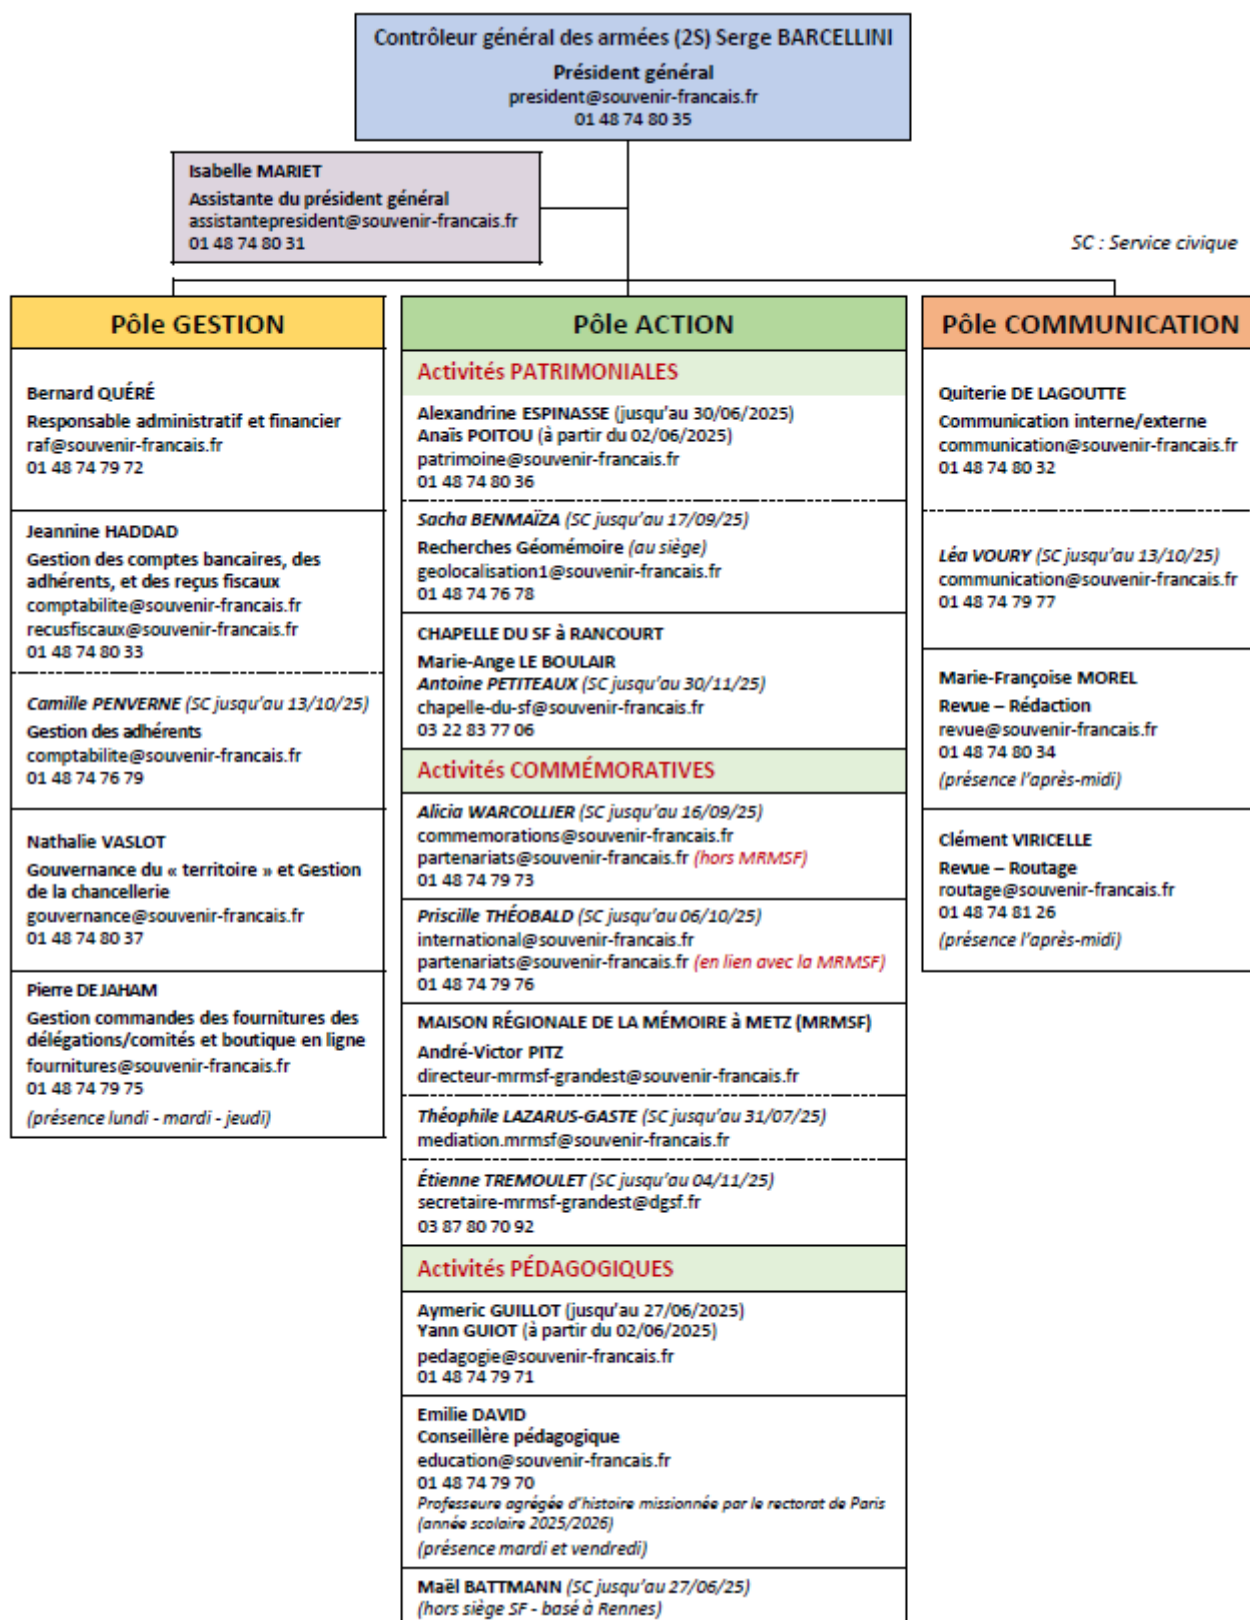 Contrôleur général des armées (2S) Serge BARCELLINI
Président général
president@souvenir-francais.fr
01 48 74 80 35
Isabelle MARIET
Assistante du président général
assistantepresident@souvenir-francais.fr
01 48 74 80 31
SC : Service civique
Pôle GESTION
Bernard QUÉRÉ
Responsable administratif et financier
raf@souvenir-francais.fr
01 48 74 79 72
Jeannine HADDAD
Gestion des comptes bancaires, des
adhérents, et des reçus fiscaux
comptabilite@souvenir-francais.fr
recusfiscaux@souvenir-francais.fr
01 48 74 80 33
Camille PENVERNE (SC jusqu'au 13/10/25)
Gestion des adhérents
comptabilite@souvenir-francais.fr
01 48 74 76 79
Nathalie VASLOT
Gouvernance du « territoire » et Gestion
de la chancellerie
gouvernance@souvenir-francais.fr
01 48 74 80 37
Pierre DE JAHAM
Gestion commandes des fournitures des
délégations/comités et boutique en ligne
fournitures@souvenir-francais.fr
01 48 74 79 75
(présence lundi - mardi - jeudi)
Pôle ACTION
Activités PATRIMONIALES
Alexandrine ESPINASSE (jusqu'au 30/06/2025)
Anaïs POITOU (à partir du 02/06/2025)
patrimoine@souvenir-francais.fr
01 48 74 80 36
Sacha BENMAÏZA (SC jusqu'au 17/09/25)
Recherches Géomémoire (au siège)
geolocalisation1@souvenir-francais.fr
01 48 74 76 78
CHAPELLE DU SF à RANCOURT
Marie-Ange LE BOULAIR
Antoine PETITEAUX (SC jusqu'au 30/11/25)
chapelle-du-sf@souvenir-francais.fr
03 22 83 77 06
Activités COMMÉMORATIVES
Alicia WARCOLLIER (SC jusqu'au 16/09/25)
commemorations@souvenir-francais.fr
partenariats@souvenir-francais.fr (hors MRMSF)
01 48 74 79 73
Priscille THÉOBALD (SC jusqu'au 06/10/25)
international@souvenir-francais.fr
partenariats@souvenir-francais.fr (en lien avec la MRMSF)
01 48 74 79 76
MAISON RÉGIONALE DE LA MÉMOIRE à METZ (MRMSF)
André-Victor PITZ
directeur-mrmsf-grandest@souvenir-francais.fr
Théophile LAZARUS-GASTE (SC jusqu'au 31/07/25)
mediation.mrmsf@souvenir-francais.fr
Étienne TREMOULET (SC jusqu'au 04/11/25)
secretaire-mrmsf-grandest@dgsf.fr
03 87 80 70 92
Activités PÉDAGOGIQUES
Aymeric GUILLOT (jusqu'au 27/06/2025)
Yann GUIOT (à partir du 02/06/2025)
pedagogie@souvenir-francais.fr
01 48 74 79 71
Emilie DAVID
Conseillère pédagogique
education@souvenir-francais.fr
01 48 74 79 70
Professeure agrégée d'histoire missionnée par le rectorat de Paris
(année scolaire 2025/2026)
(présence mardi et vendredi)
Maël BATTMANN (SC jusqu'au 27/06/25)
(hors siège SF - basé à Rennes)
Pôle COMMUNICATION
Quiterie DE LAGOUTTE
Communication interne/externe
communication@souvenir-francais.fr
01 48 74 80 32
Léa VOURY (SC jusqu'au 13/10/25)
communication@souvenir-francais.fr
01 48 74 79 77
Marie-Françoise MOREL
Revue – Rédaction
revue@souvenir-francais.fr
01 48 74 80 34
(présence l'après-midi)
Clément VIRICELLE
Revue – Routage
routage@souvenir-francais.fr
01 48 74 81 26
(présence l'après-midi)